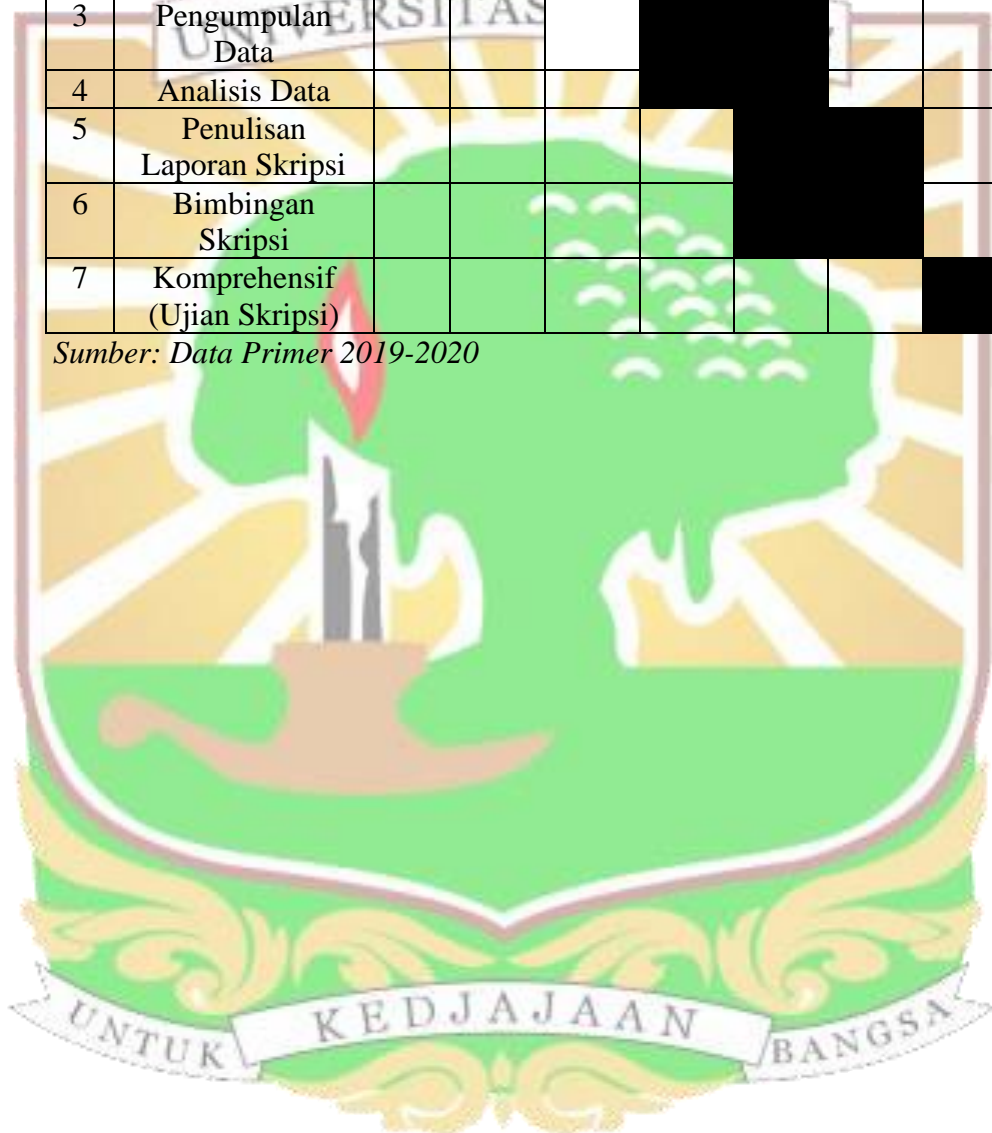 UNIVERSITAS
3 Pengumpulan
Data
4 Analisis Data
5 Penulisan
Laporan Skripsi
6 Bimbingan
Skripsi
7 Komprehensif
(Ujian Skripsi)
Sumber: Data Primer 2019-2020
UNTUK KEDJAJAAN BANGSA